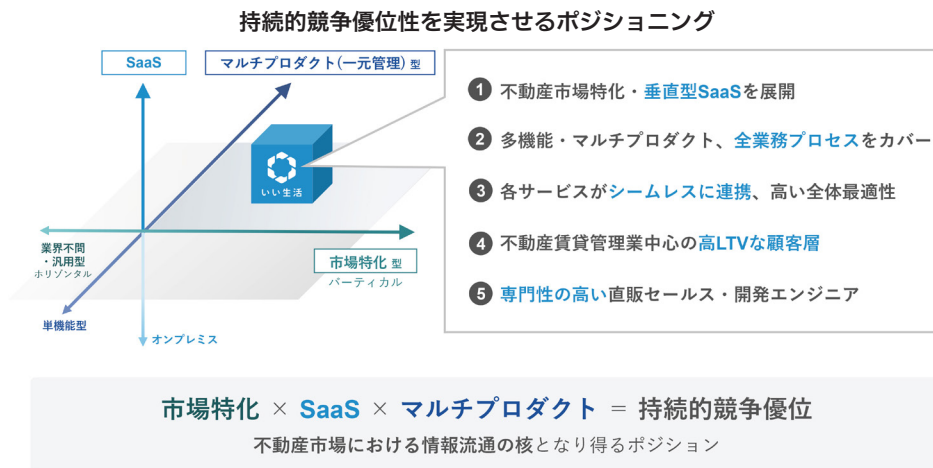 持続的競争優位性を実現させるポジショニング
SaaS
マルチプロダクト(一元管理) 型
1 不動産市場特化・垂直型SaaSを展開
2 多機能・マルチプロダクト、全業務プロセスをカバー
いい生活
3 各サービスがシームレスに連携、高い全体最適性
4 不動産賃貸管理業中心の高LTVな顧客層
5 専門性の高い直販セールス・開発エンジニア
業界不問
・汎用型
ホリゾンタル
市場特化 型
バーティカル
単機能型
オンプレミス
市場特化 × SaaS × マルチプロダクト = 持続的競争優位
不動産市場における情報流通の核となり得るポジション